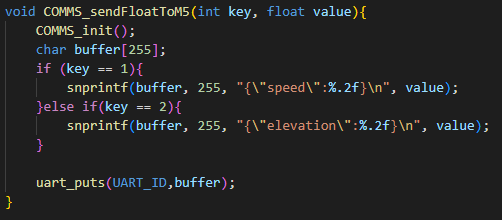 void COMMS_sendFloatToM5(int key, float value){
    COMMS_init();
    char buffer[255];
    if (key == 1){
        snprintf(buffer, 255, "{\"speed\":%.2f}\n", value);
    }else if(key == 2){
        snprintf(buffer, 255, "{\"elevation\":%.2f}\n", value);
    }

    uart_puts(UART_ID,buffer);
}